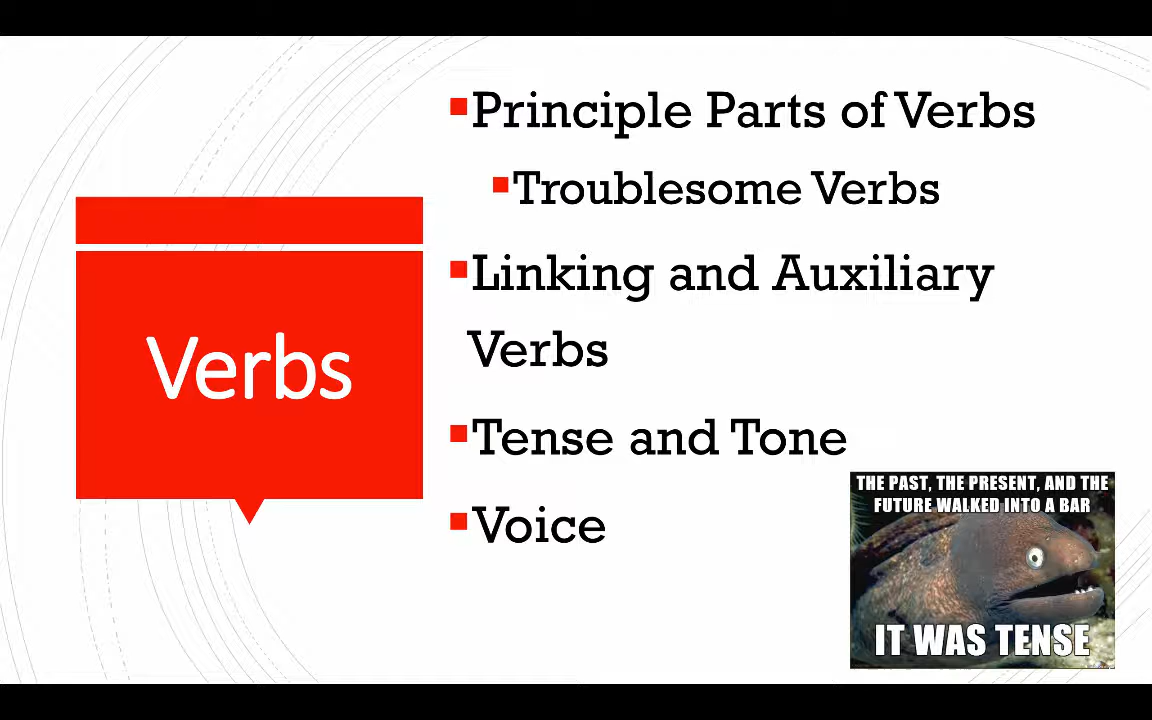 Verbs
Principle Parts of Verbs
Troublesome Verbs
Linking and Auxiliary
Verbs
Tense and Tone
Voice
THE PAST, THE PRESENT, AND THE
FUTURE WALKED INTO A BAR
IT WAS TENSE